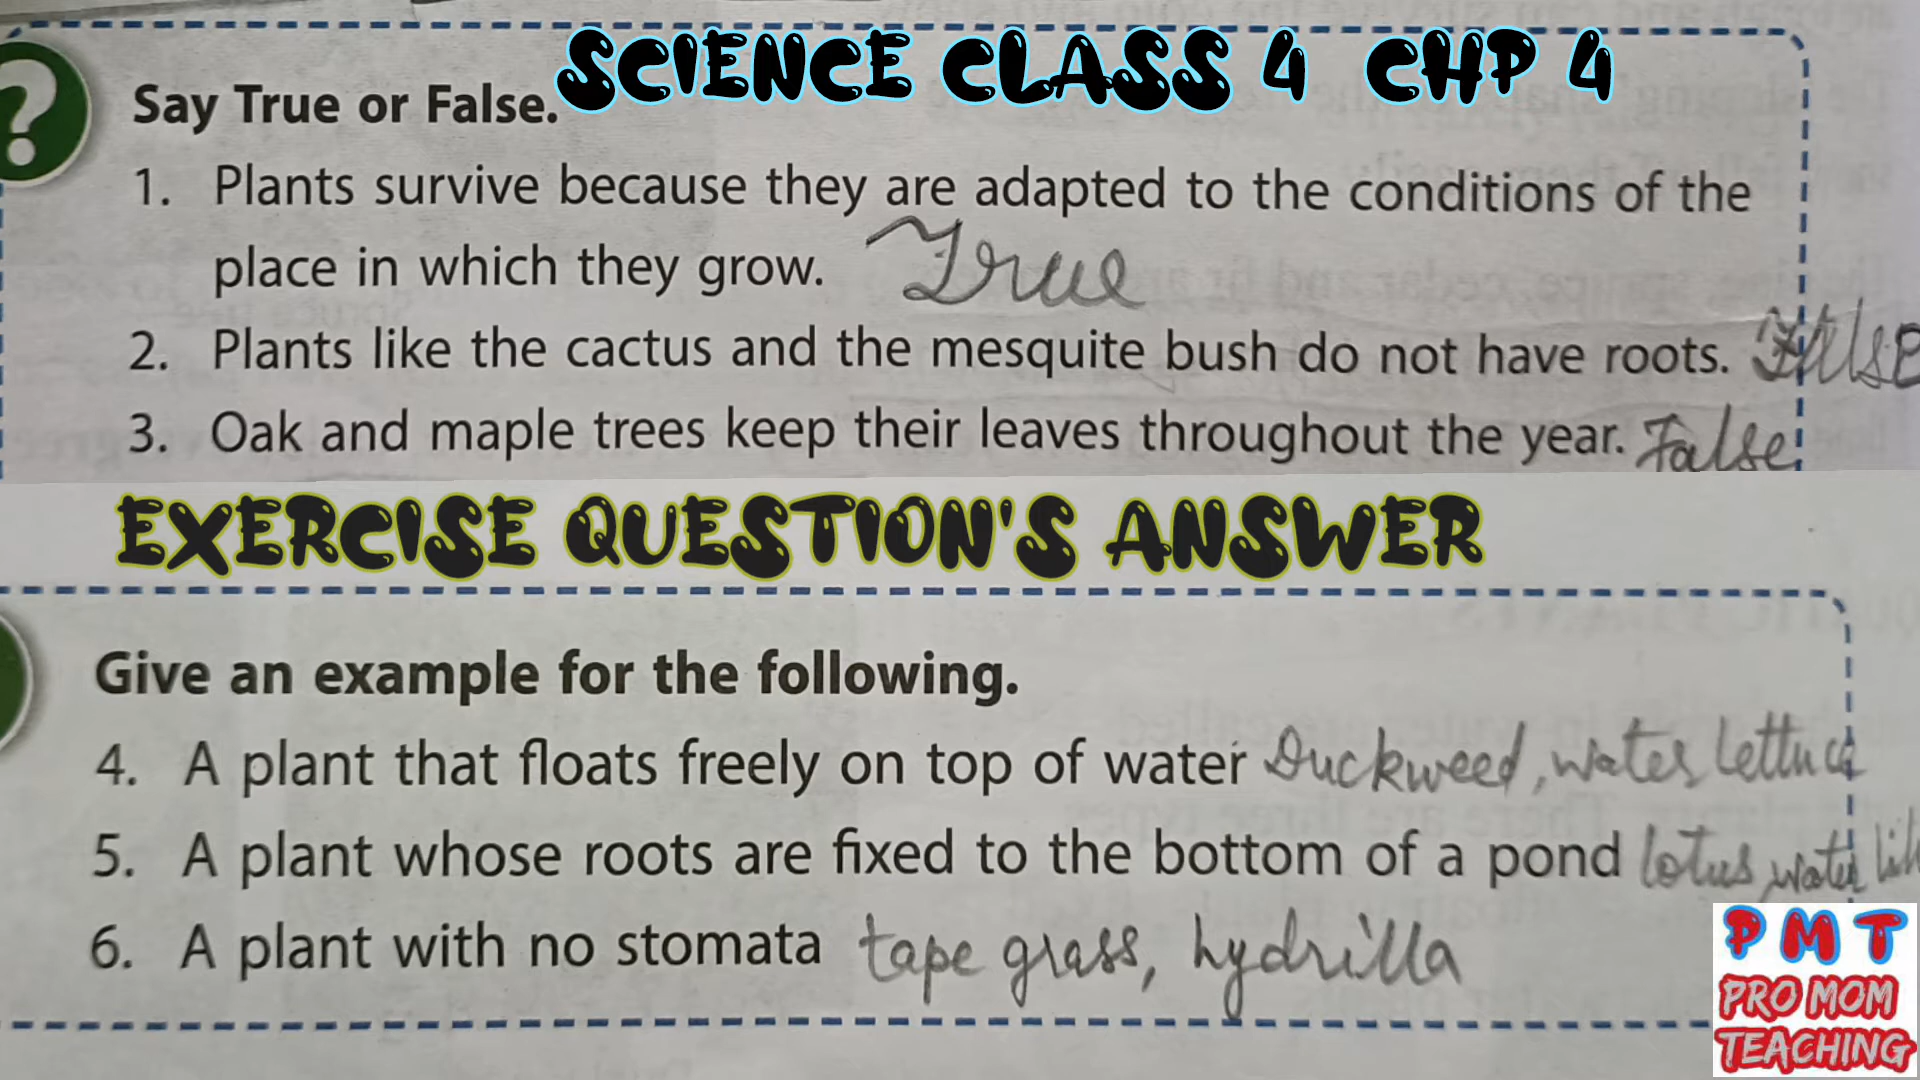 SCIENCE CLASS 4 CHP 4
Say True or False.
1. Plants survive because they are adapted to the conditions of the
place in which they grow. True
2. Plants like the cactus and the mesquite bush do not have roots. False
3. Oak and maple trees keep their leaves throughout the year. False
EXERCISE QUESTION'S ANSWER
Give an example for the following.
4. A plant that floats freely on top of water Duckweed, water lettuce
5. A plant whose roots are fixed to the bottom of a pond lotus, water lil
6. A plant with no stomata tape grass, hydrilla
PMT
PRO MOM
TEACHING